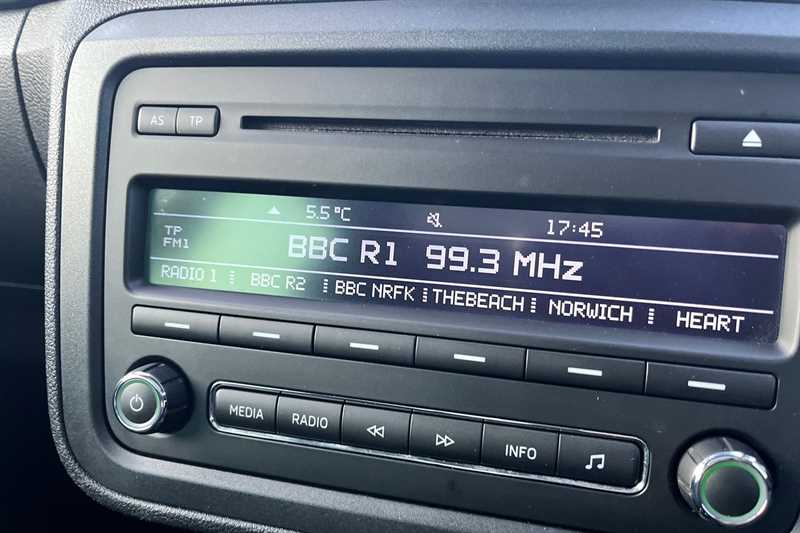 AS TP
5.5°C 17:45
TP
FM1
BBC R1 99.3 MHz
RADIO 1 BBC R2 BBC NRFK THEBEACH NORWICH HEART
MEDIA RADIO INFO